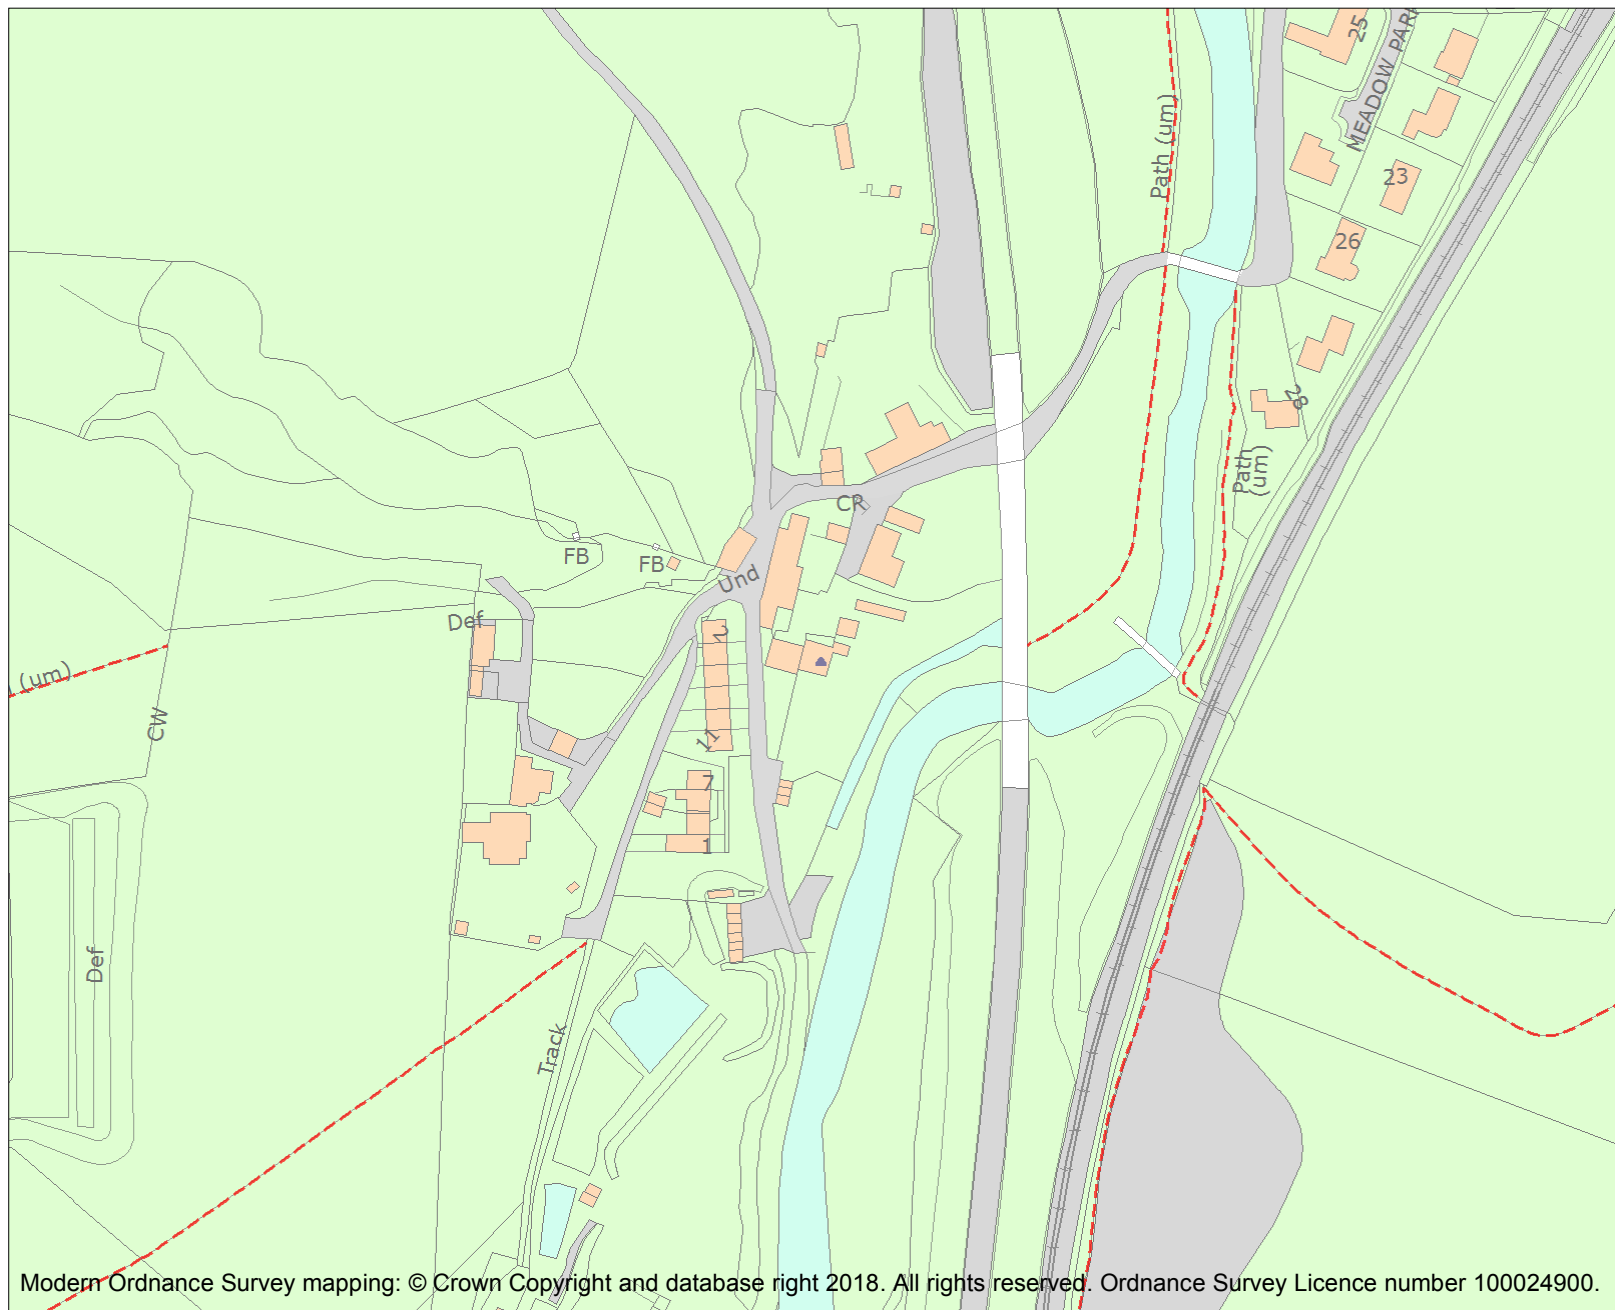 25
MEADOW PARK
Path (um)
23
26
28
Path
(um)
CR
FB
FB
Und
Def
2
(um)
CW
11
7
1
Def
Track
Modern Ordnance Survey mapping: © Crown Copyright and database right 2018. All rights reserved. Ordnance Survey Licence number 100024900.